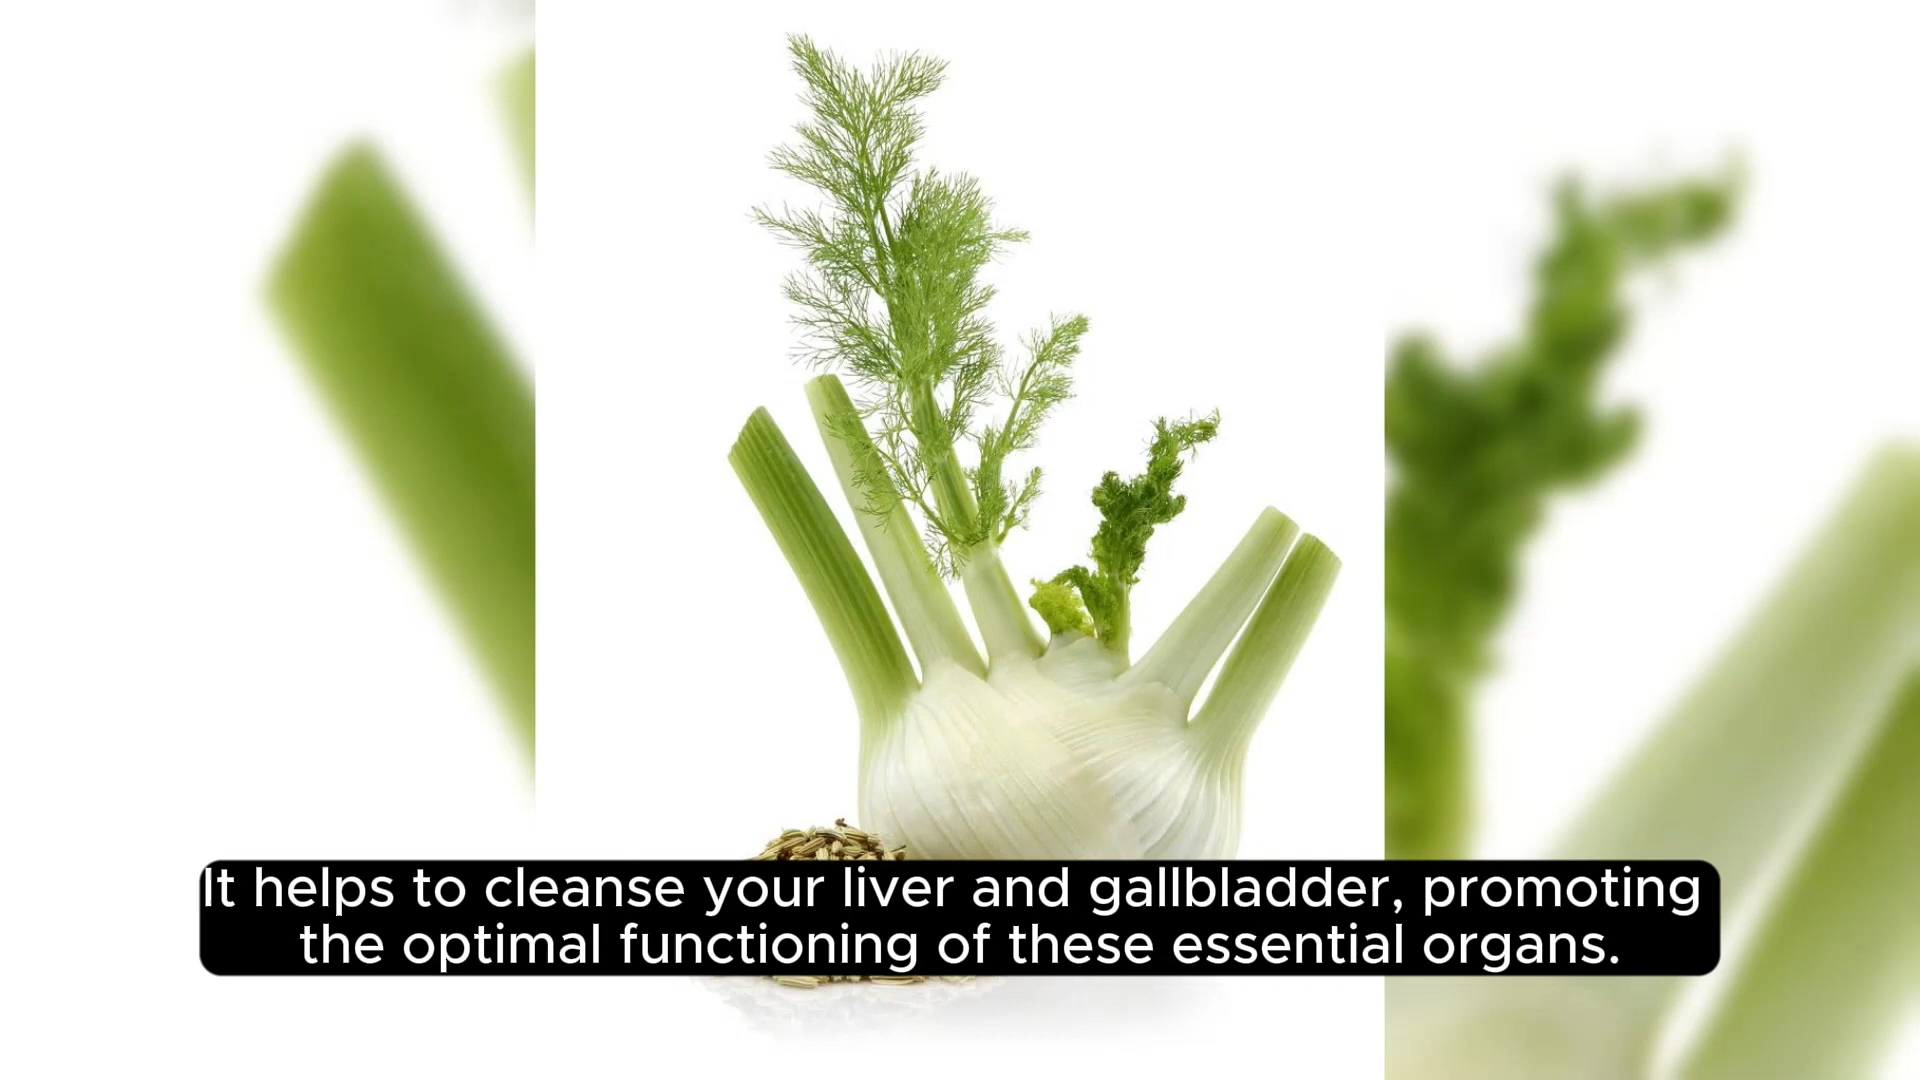 It helps to cleanse your liver and gallbladder, promoting
the optimal functioning of these essential organs.